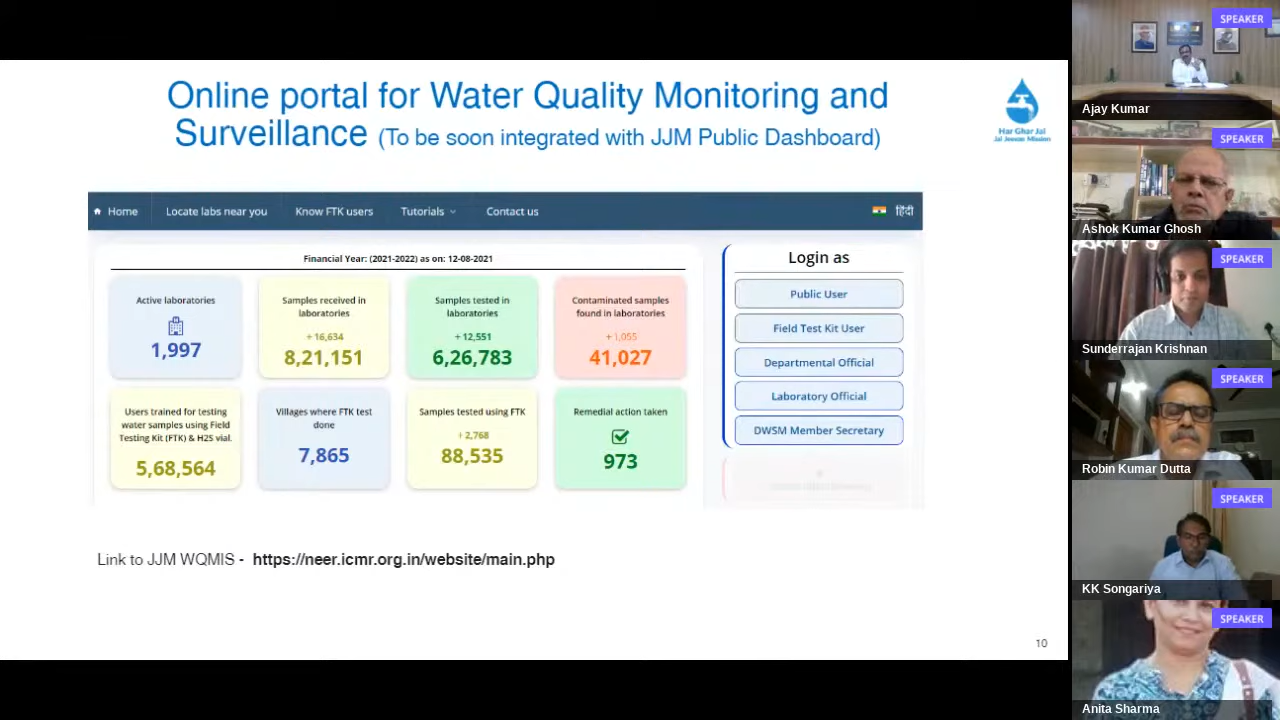 Online portal for Water Quality Monitoring and
Surveillance (To be soon integrated with JJM Public Dashboard)
Har Ghar Jal
Jal Jeevan Mission
Home
Locate labs near you
Know FTK users
Tutorials
Contact us
हिंदी
Financial Year: (2021-2022) as on: 12-08-2021
Active laboratories
1,997
Samples received in
laboratories
+ 16,634
8,21,151
Samples tested in
laboratories
+ 12,551
6,26,783
Contaminated samples
found in laboratories
+ 1,055
41,027
Users trained for testing
water samples using Field
Testing Kit (FTK) & H2S vial.
5,68,564
Villages where FTK test
done
7,865
Samples tested using FTK
+ 2,768
88,535
Remedial action taken
973
Login as
Public User
Field Test Kit User
Departmental Official
Laboratory Official
DWSM Member Secretary
Link to JJM WQMIS - https://neer.icmr.org.in/website/main.php
10
SPEAKER
Ajay Kumar
SPEAKER
Ashok Kumar Ghosh
SPEAKER
Sunderrajan Krishnan
SPEAKER
Robin Kumar Dutta
SPEAKER
KK Songariya
SPEAKER
Anita Sharma